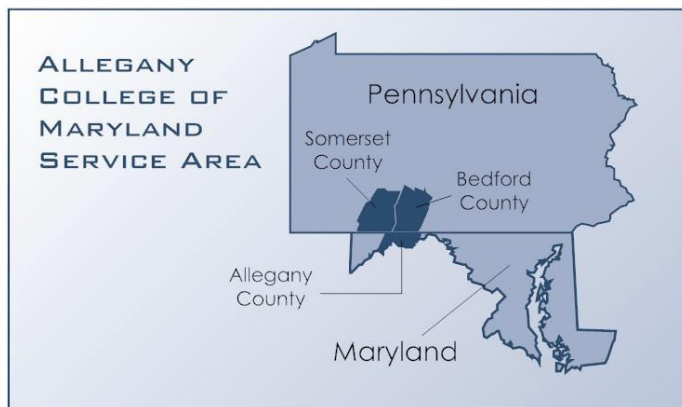 ALLEGANY
COLLEGE OF
MARYLAND
SERVICE AREA
Pennsylvania
Somerset
County
Bedford
County
Allegany
County
Maryland